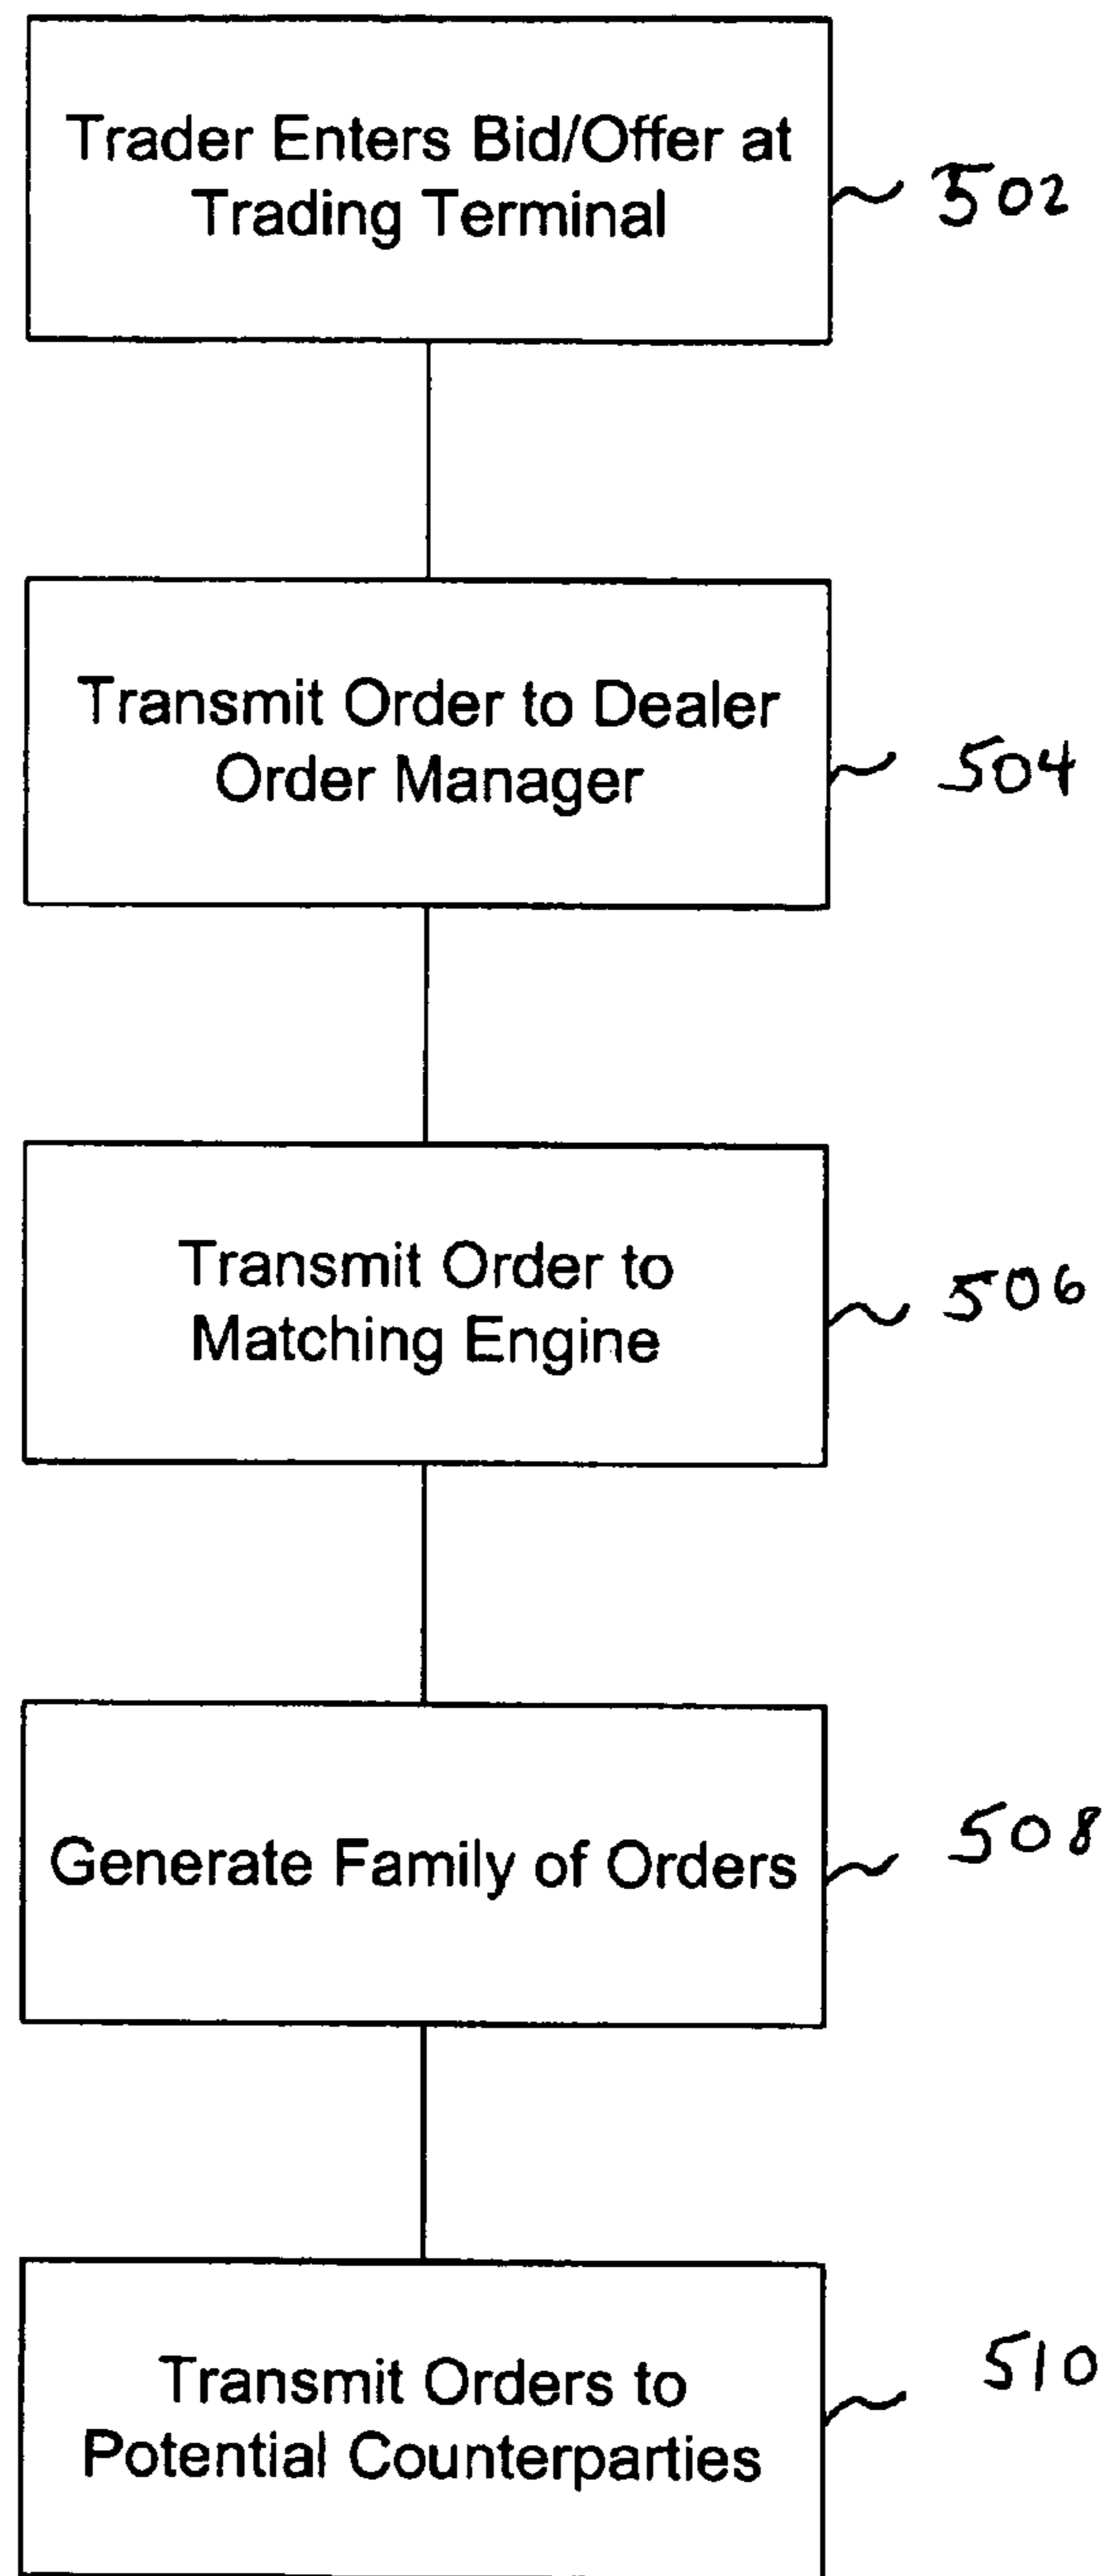 Trader Enters Bid/Offer at
Trading Terminal
502
Transmit Order to Dealer
Order Manager
504
Transmit Order to
Matching Engine
506
Generate Family of Orders
508
Transmit Orders to
Potential Counterparties
510